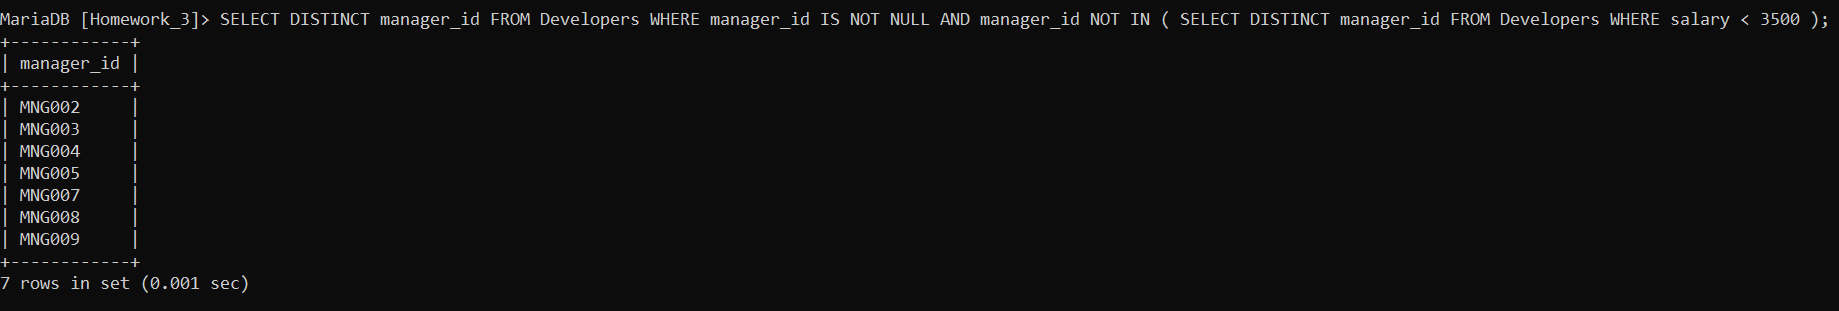 MariaDB [Homework_3]> SELECT DISTINCT manager_id FROM Developers WHERE manager_id IS NOT NULL AND manager_id NOT IN ( SELECT DISTINCT manager_id FROM Developers WHERE salary < 3500 );
+------------+
| manager_id |
+------------+
| MNG002     |
| MNG003     |
| MNG004     |
| MNG005     |
| MNG007     |
| MNG008     |
| MNG009     |
+------------+
7 rows in set (0.001 sec)